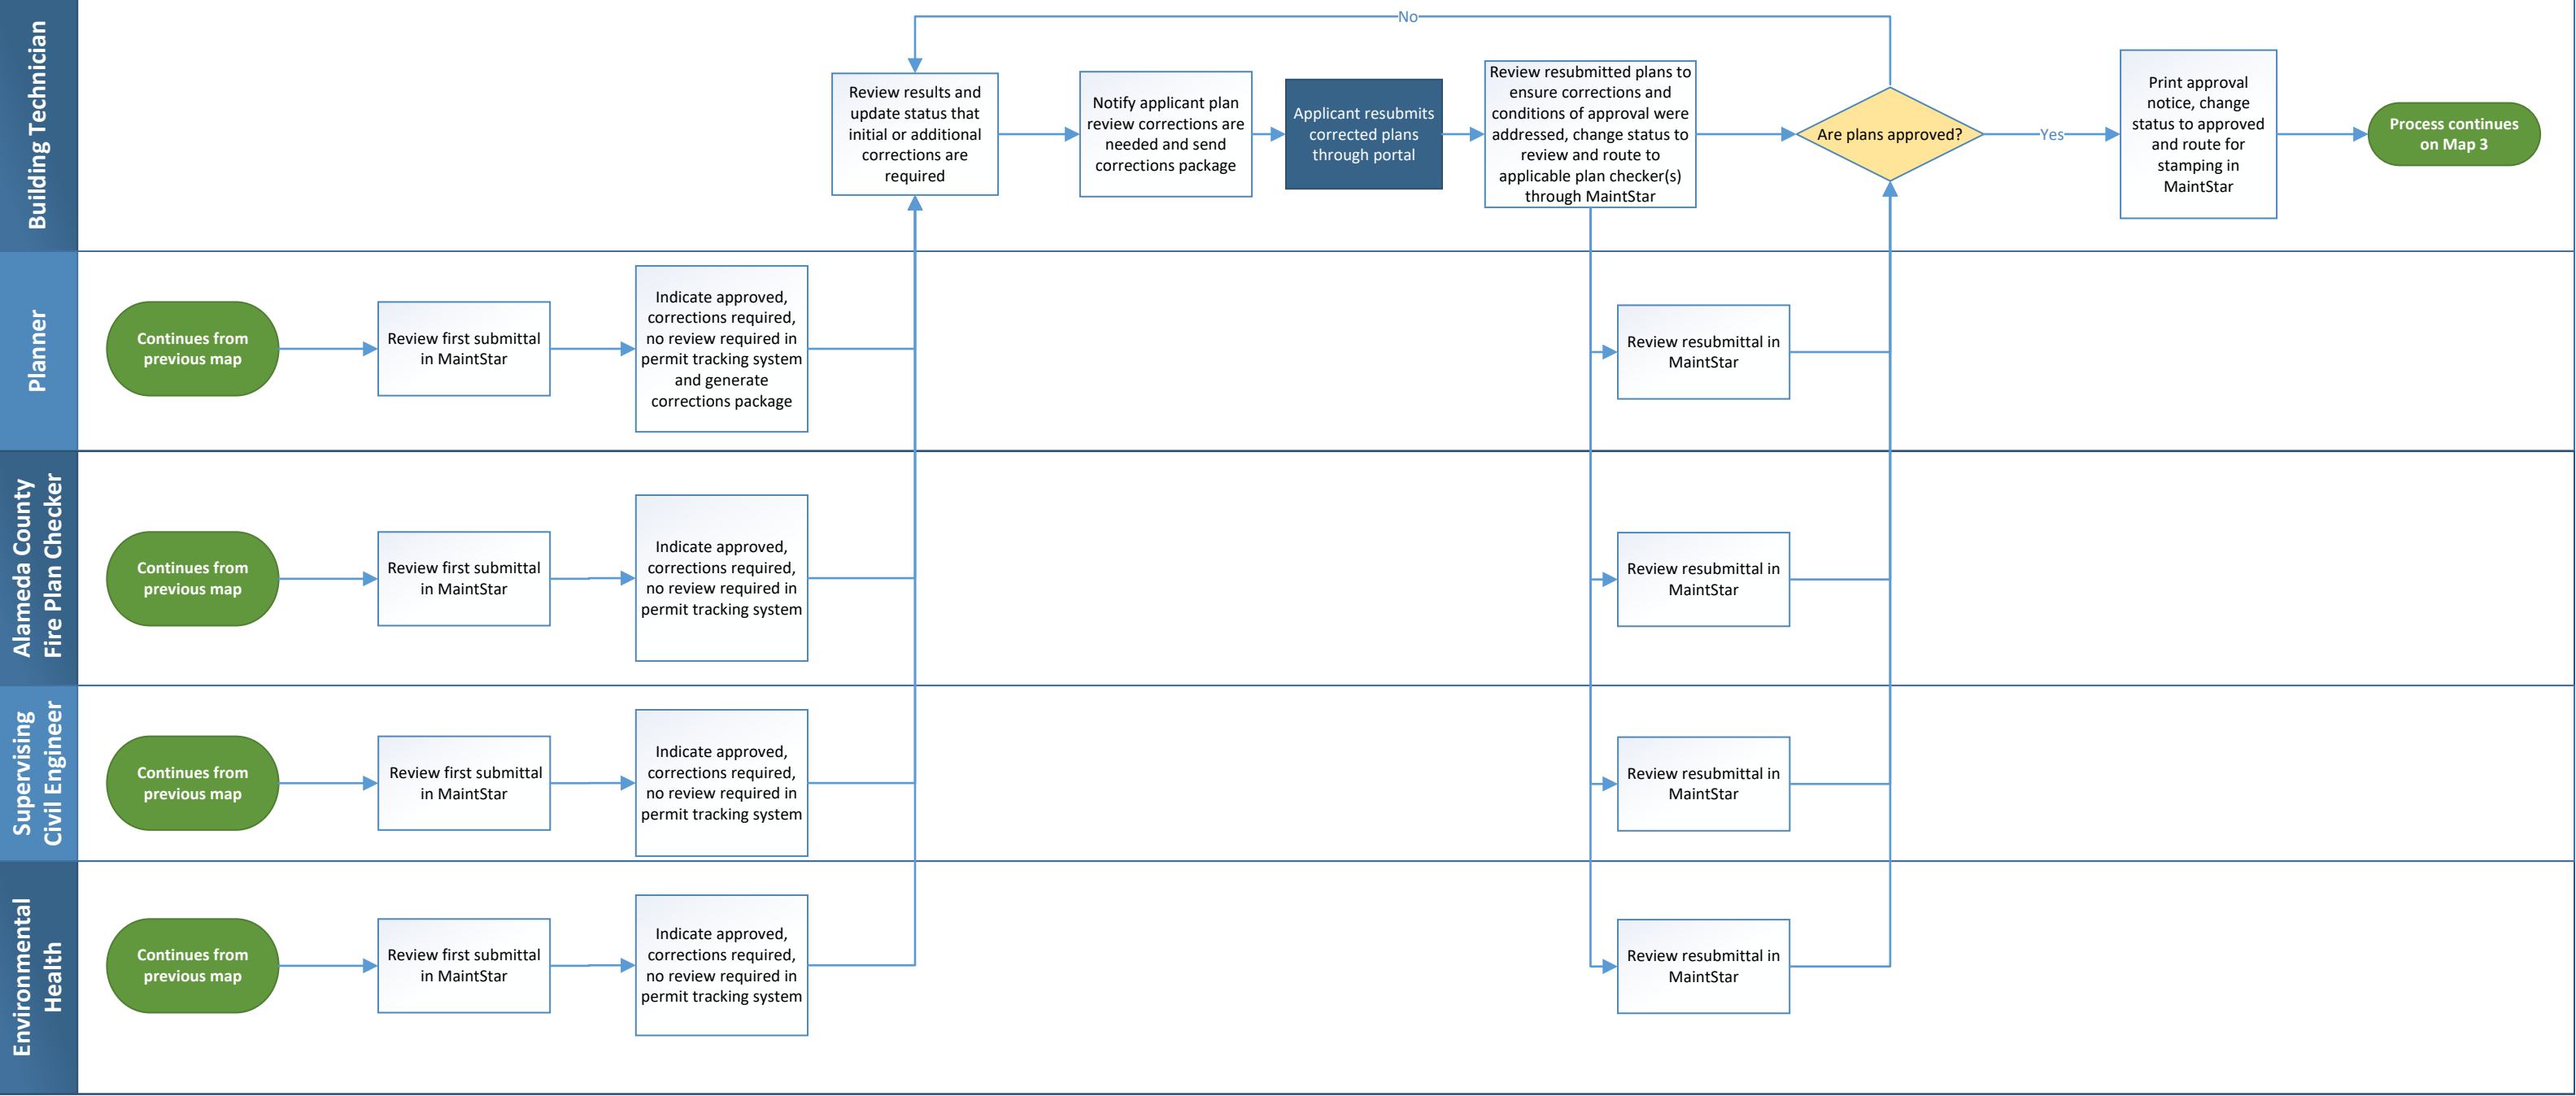 Building Technician
No
Review results and
update status that
initial or additional
corrections are
required
Notify applicant plan
review corrections are
needed and send
corrections package
Applicant resubmits
corrected plans
through portal
Review resubmitted plans to
ensure corrections and
conditions of approval were
addressed, change status to
review and route to
applicable plan checker(s)
through MaintStar
Are plans approved?
Yes
Print approval
notice, change
status to approved
and route for
stamping in
MaintStar
Process continues
on Map 3
Planner
Continues from
previous map
Review first submittal
in MaintStar
Indicate approved,
corrections required,
no review required in
permit tracking system
and generate
corrections package
Review resubmittal in
MaintStar
Alameda County
Fire Plan Checker
Continues from
previous map
Review first submittal
in MaintStar
Indicate approved,
corrections required,
no review required in
permit tracking system
Review resubmittal in
MaintStar
Supervising
Civil Engineer
Continues from
previous map
Review first submittal
in MaintStar
Indicate approved,
corrections required,
no review required in
permit tracking system
Review resubmittal in
MaintStar
Environmental
Health
Continues from
previous map
Review first submittal
in MaintStar
Indicate approved,
corrections required,
no review required in
permit tracking system
Review resubmittal in
MaintStar